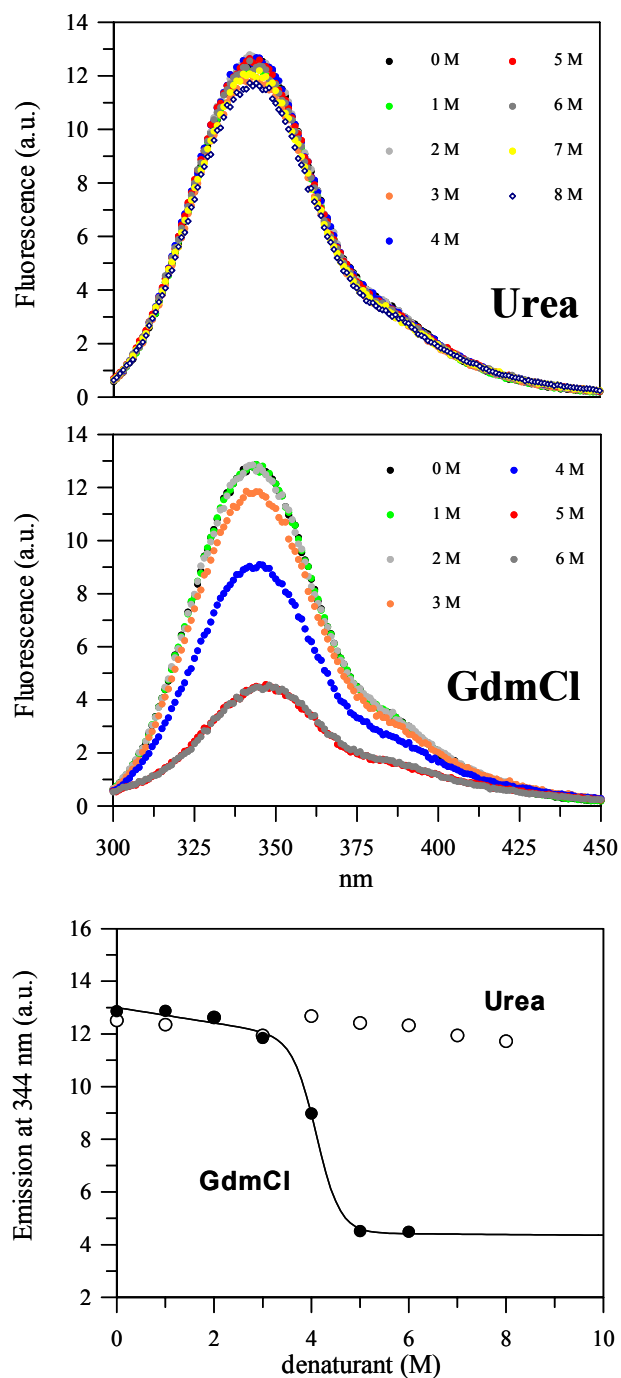 14
12
10
8
6
4
2
0
Fluorescence (a.u.)
0 M
1 M
2 M
3 M
4 M
5 M
6 M
7 M
8 M
Urea
14
12
10
8
6
4
2
0
Fluorescence (a.u.)
0 M
1 M
2 M
3 M
4 M
5 M
6 M
GdmCl
300 325 350 375 400 425 450
nm
16
14
12
10
8
6
4
2
Emission at 344 nm (a.u.)
Urea
GdmCl
0 2 4 6 8 10
denaturant (M)